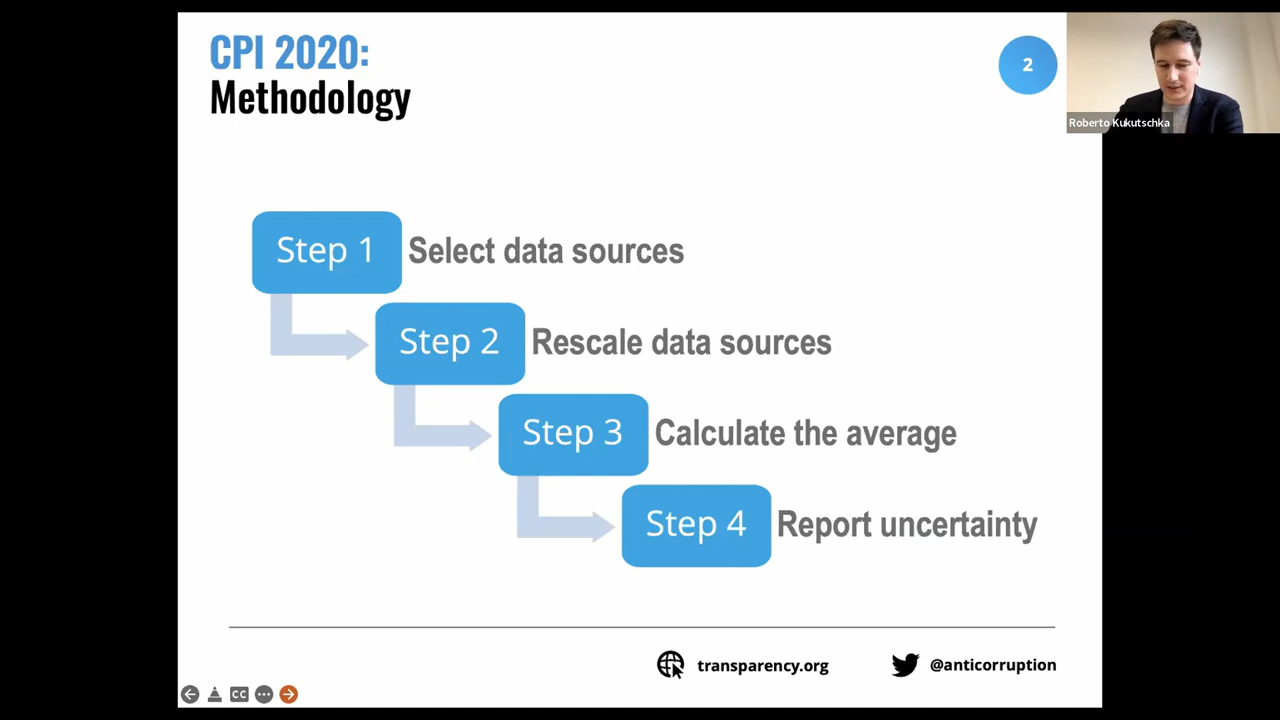 CPI 2020:
Methodology
2
Roberto Kukutschka
Step 1 Select data sources
Step 2 Rescale data sources
Step 3 Calculate the average
Step 4 Report uncertainty
transparency.org
@anticorruption
CC